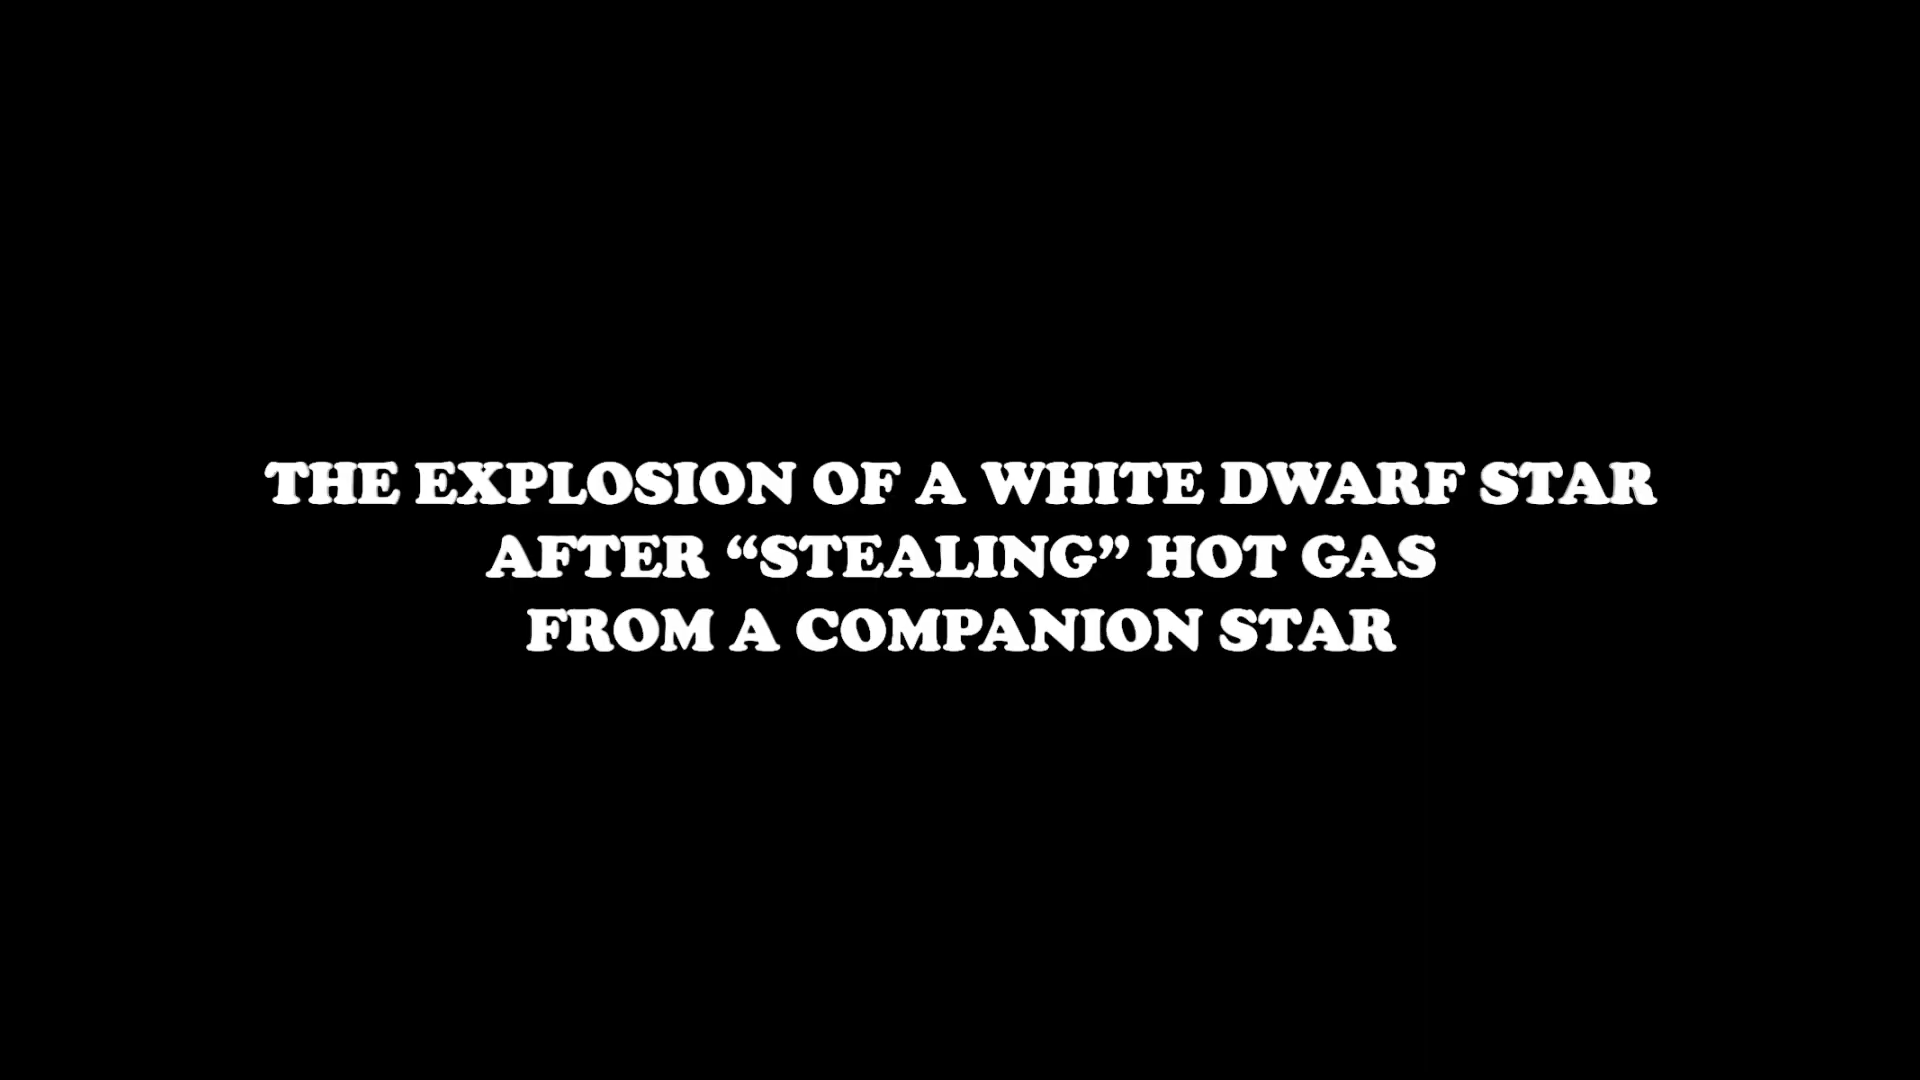 THE EXPLOSION OF A WHITE DWARF STAR
AFTER “STEALING” HOT GAS
FROM A COMPANION STAR